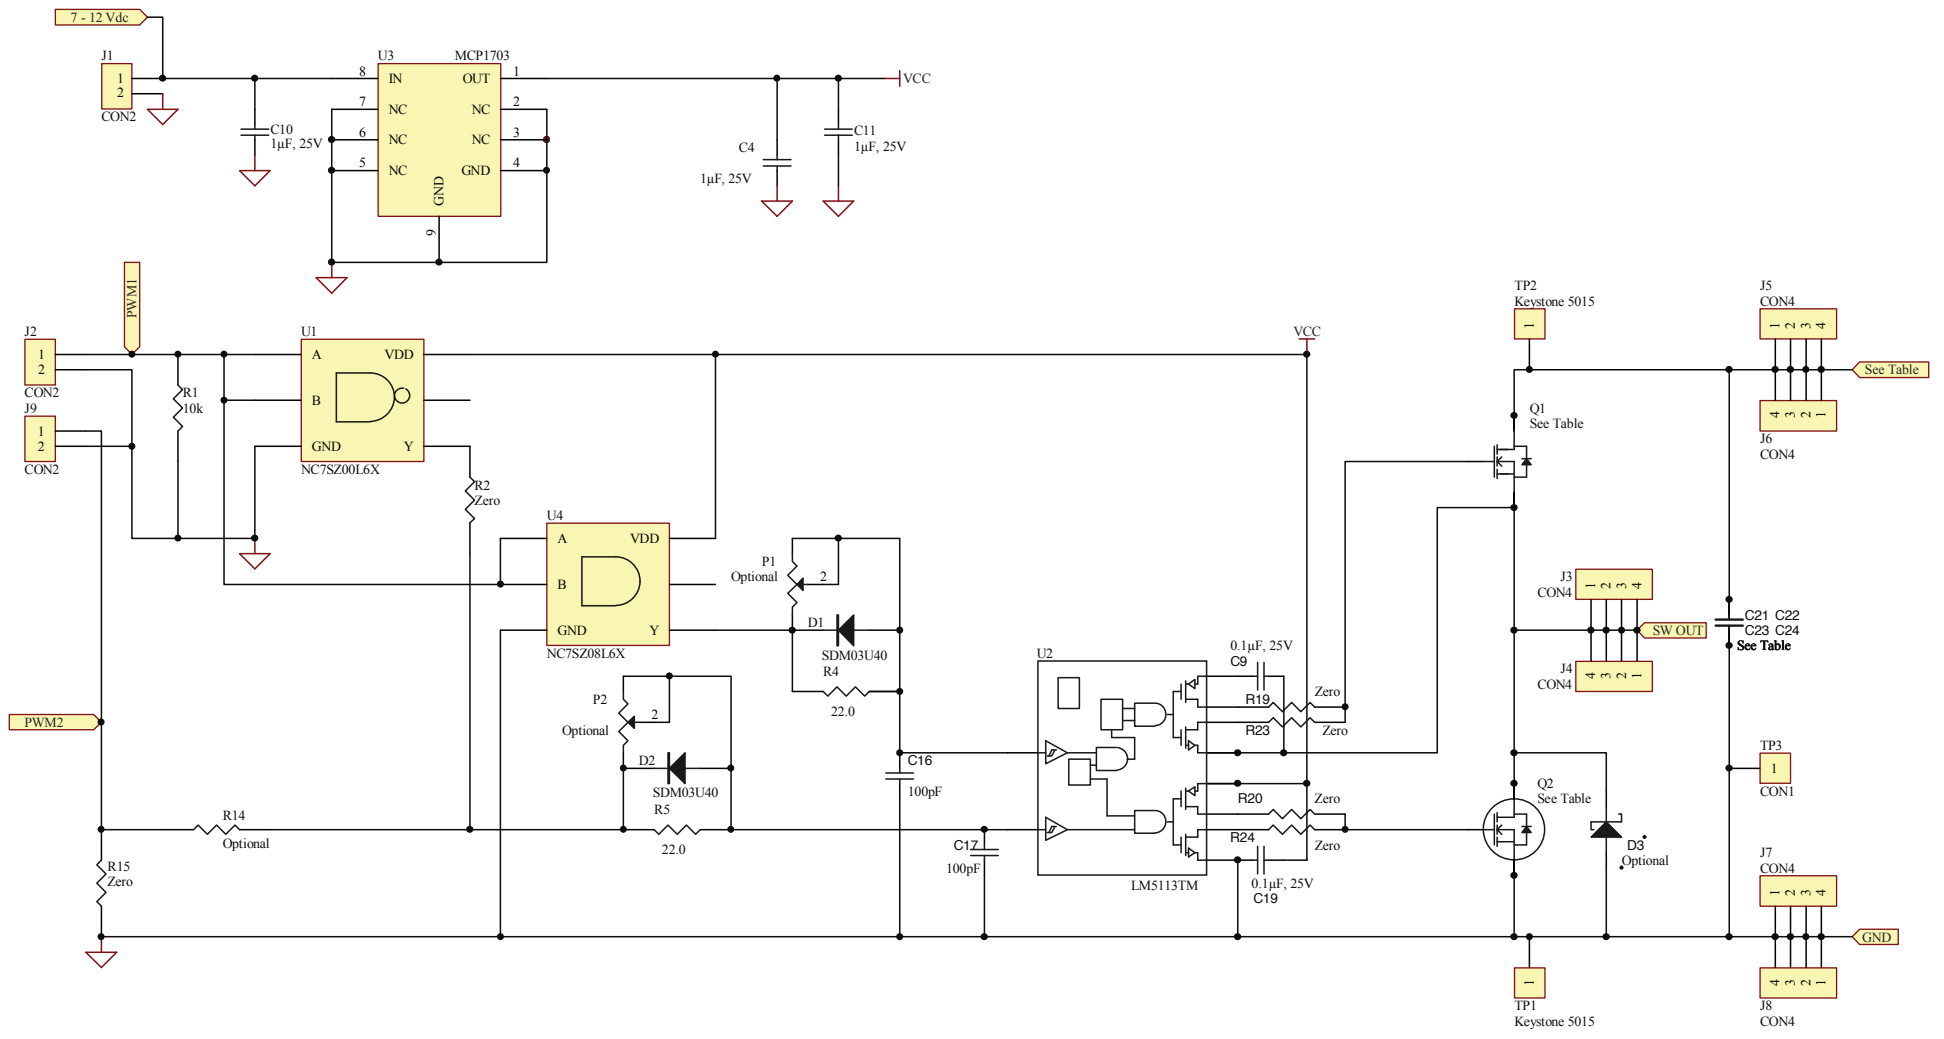 7 - 12 Vdc
J1
1
2
CON2
C10
1µF, 25V
U3
MCP1703
8
IN
OUT
1
7
NC
NC
2
6
NC
NC
3
5
NC
GND
4
GND
9
C4
1µF, 25V
C11
1µF, 25V
VCC
PWM1
J2
1
2
CON2
J9
1
2
CON2
R1
10k
U1
A
VDD
B
GND
Y
NC7SZ00L6X
R2
Zero
U4
A
VDD
B
GND
Y
NC7SZ08L6X
P1
Optional
2
D1
SDM03U40
R4
22.0
P2
Optional
2
D2
SDM03U40
R5
22.0
PWM2
R14
Optional
R15
Zero
C16
100pF
C17
100pF
U2
LM5113TM
0.1µF, 25V
C9
R19
Zero
R23
Zero
R20
Zero
R24
Zero
0.1µF, 25V
C19
VCC
TP2
Keystone 5015
1
Q1
See Table
J5
CON4
1 2 3 4
See Table
4 3 2 1
J6
CON4
J3
CON4
1 2 3 4
SW OUT
J4
CON4
4 3 2 1
C21 C22
C23 C24
See Table
Q2
See Table
D3
Optional
TP3
1
CON1
J7
CON4
1 2 3 4
GND
4 3 2 1
J8
CON4
1
TP1
Keystone 5015